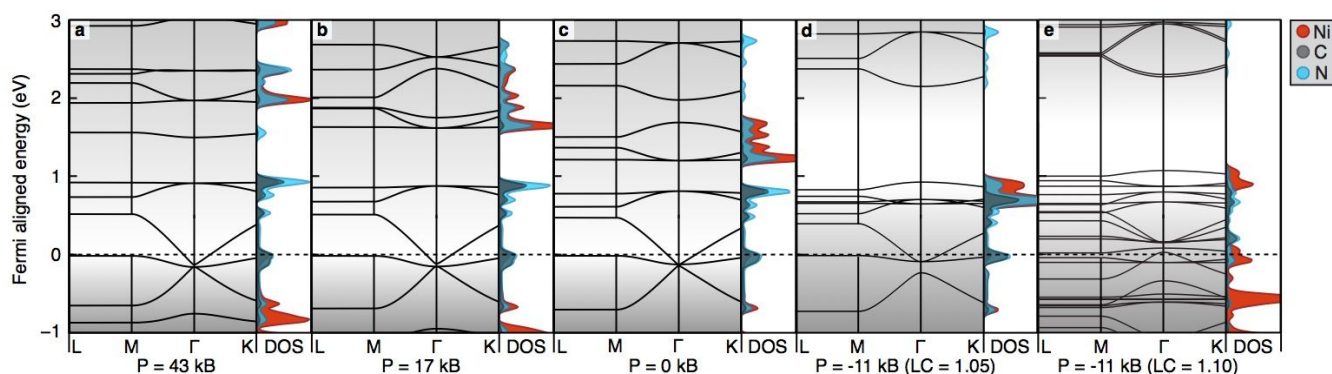 a b c d e
Ni
C
N
3
2
1
0
−1
Fermi aligned energy (eV)
L M Γ K DOS L M Γ K DOS L M Γ K DOS L M Γ K DOS L M Γ K DOS
P = 43 kB P = 17 kB P = 0 kB P = -11 kB (LC = 1.05) P = -11 kB (LC = 1.10)